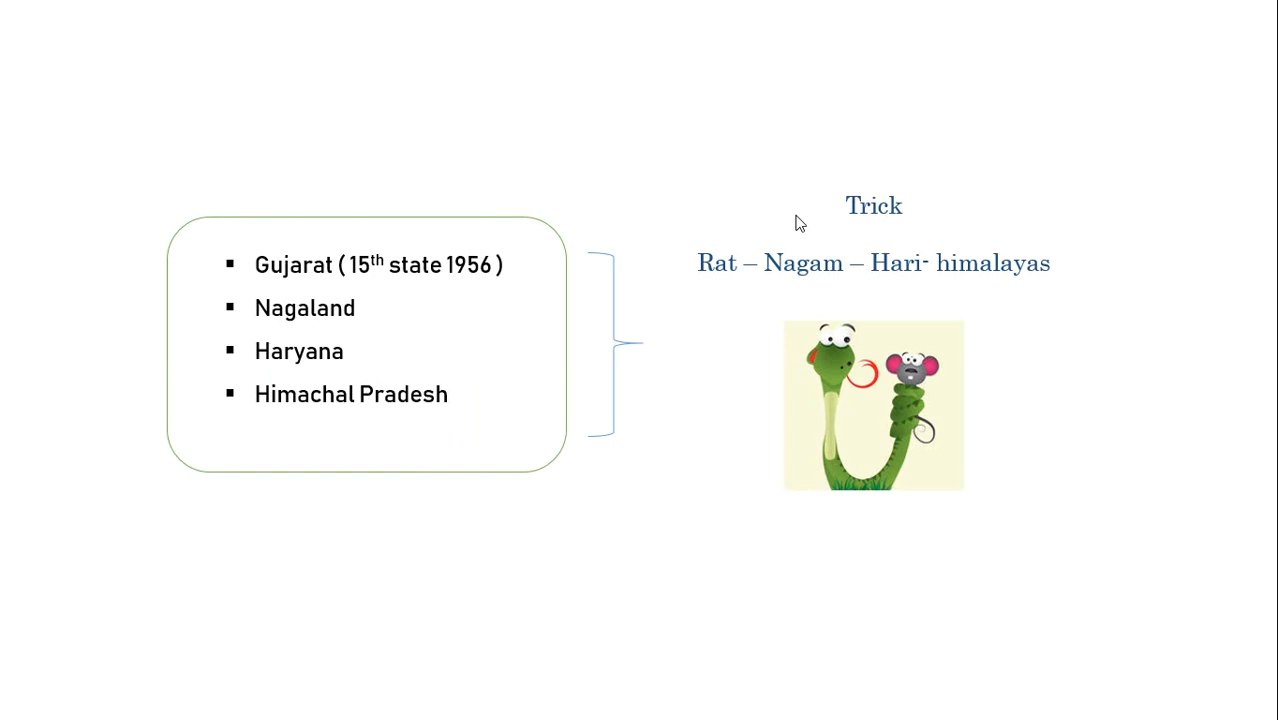 Trick
Rat – Nagam – Hari- himalayas
▪ Gujarat ( 15th state 1956 )
▪ Nagaland
▪ Haryana
▪ Himachal Pradesh